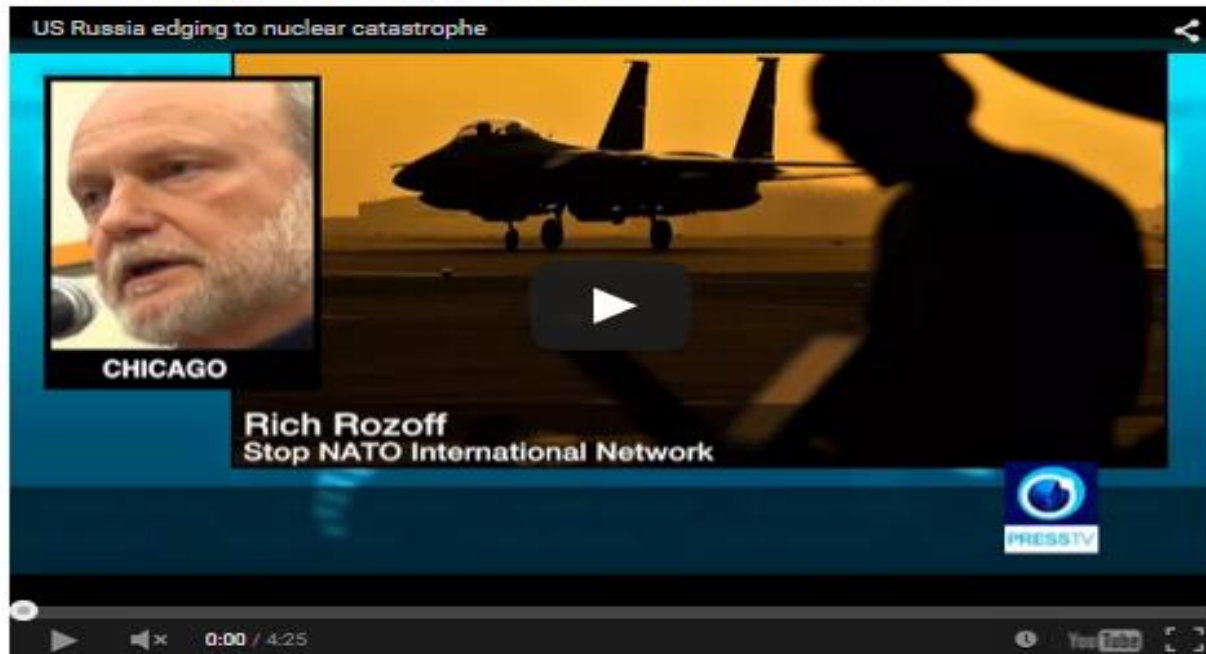 US Russia edging to nuclear catastrophe
CHICAGO
Rich Rozoff
Stop NATO International Network
PRESSTV
0:00 / 4:25
YouTube